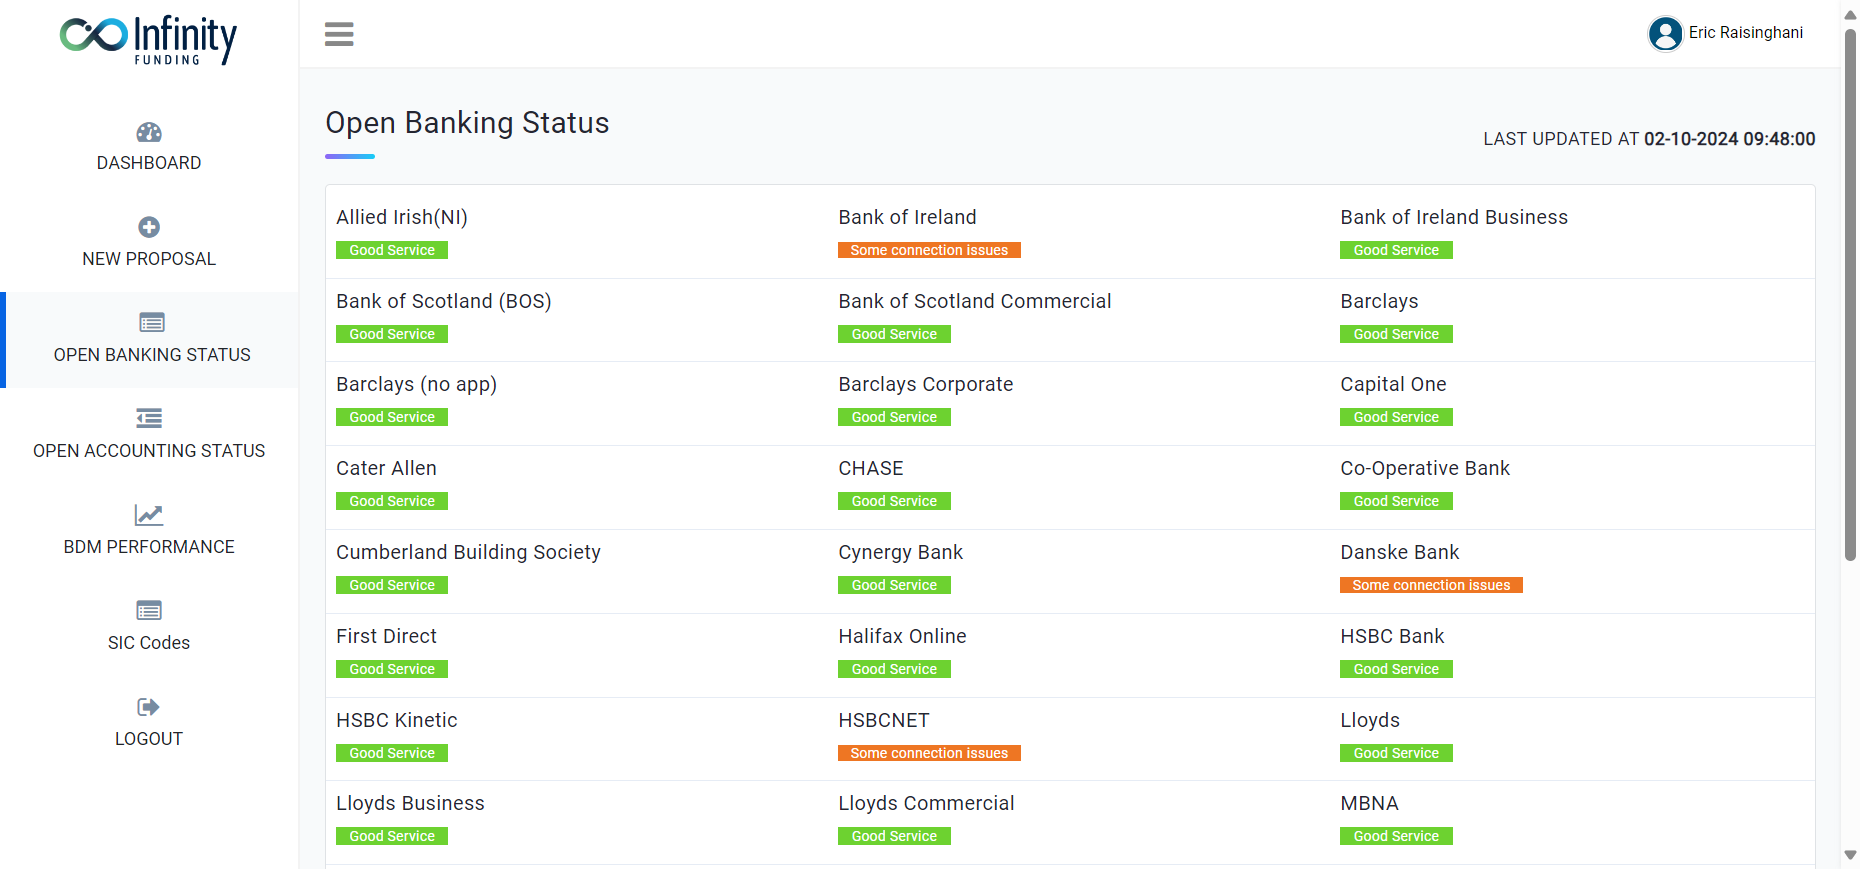 Infinity
FUNDING
Eric Raisinghani
DASHBOARD
NEW PROPOSAL
OPEN BANKING STATUS
OPEN ACCOUNTING STATUS
BDM PERFORMANCE
SIC Codes
LOGOUT
Open Banking Status
LAST UPDATED AT 02-10-2024 09:48:00
Allied Irish(NI) Bank of Ireland Bank of Ireland Business
Good Service Some connection issues Good Service
Bank of Scotland (BOS) Bank of Scotland Commercial Barclays
Good Service Good Service Good Service
Barclays (no app) Barclays Corporate Capital One
Good Service Good Service Good Service
Cater Allen CHASE Co-Operative Bank
Good Service Good Service Good Service
Cumberland Building Society Cynergy Bank Danske Bank
Good Service Good Service Some connection issues
First Direct Halifax Online HSBC Bank
Good Service Good Service Good Service
HSBC Kinetic HSBCNET Lloyds
Good Service Some connection issues Good Service
Lloyds Business Lloyds Commercial MBNA
Good Service Good Service Good Service